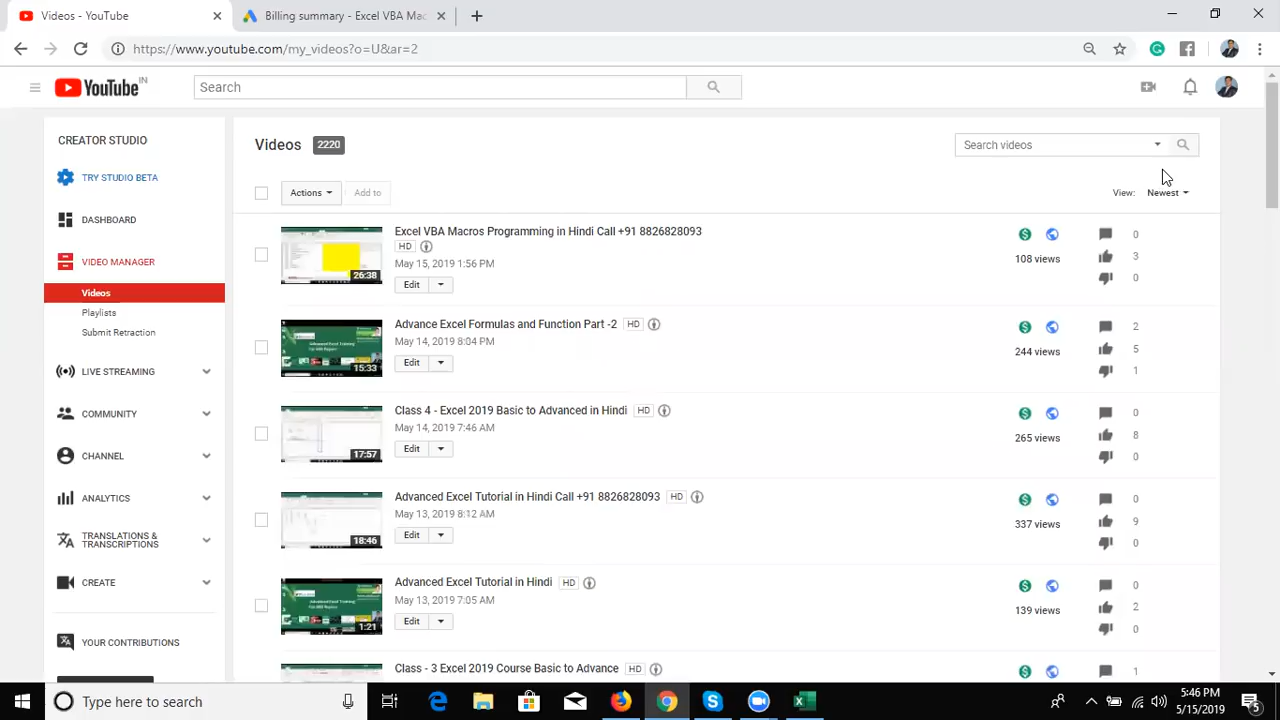 Videos - YouTube
Billing summary - Excel VBA Mac
https://www.youtube.com/my_videos?o=U&ar=2
YouTube IN
Search
CREATOR STUDIO
TRY STUDIO BETA
DASHBOARD
VIDEO MANAGER
Videos
Playlists
Submit Retraction
LIVE STREAMING
COMMUNITY
CHANNEL
ANALYTICS
TRANSLATIONS &
TRANSCRIPTIONS
CREATE
YOUR CONTRIBUTIONS
Videos 2220
Search videos
Actions
Add to
View: Newest
Excel VBA Macros Programming in Hindi Call +91 8826828093
HD
May 15, 2019 1:56 PM
Edit
26:38
108 views
0
3
0
Advance Excel Formulas and Function Part -2 HD
May 14, 2019 8:04 PM
Edit
15:33
244 views
2
5
1
Class 4 - Excel 2019 Basic to Advanced in Hindi HD
May 14, 2019 7:46 AM
Edit
17:57
265 views
0
8
0
Advanced Excel Tutorial in Hindi Call +91 8826828093 HD
May 13, 2019 8:12 AM
Edit
18:46
337 views
0
9
0
Advanced Excel Tutorial in Hindi HD
May 13, 2019 7:05 AM
Edit
1:21
139 views
0
2
0
Class - 3 Excel 2019 Course Basic to Advance HD
1
Type here to search
5:46 PM
5/15/2019
5